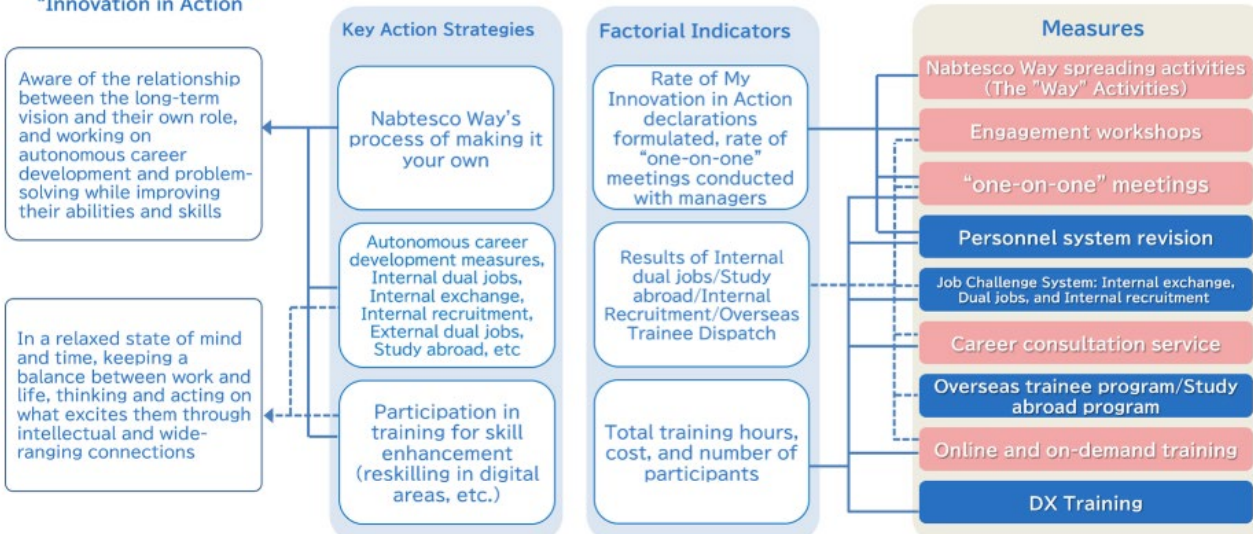 "Innovation in Action
Aware of the relationship
between the long-term
vision and their own role,
and working on
autonomous career
development and problem-
solving while improving
their abilities and skills
In a relaxed state of mind
and time, keeping a
balance between work and
life, thinking and acting on
what excites them through
intellectual and wide-
ranging connections
Key Action Strategies
Nabtesco Way's
process of making it
your own
Autonomous career
development measures,
Internal dual jobs,
Internal exchange,
Internal recruitment,
External dual jobs,
Study abroad, etc
Participation in
training for skill
enhancement
(reskilling in digital
areas, etc.)
Factorial Indicators
Rate of My
Innovation in Action
declarations
formulated, rate of
"one-on-one"
meetings conducted
with managers
Results of Internal
dual jobs/Study
abroad/Internal
Recruitment/Overseas
Trainee Dispatch
Total training hours,
cost, and number of
participants
Measures
Nabtesco Way spreading activities
(The "Way" Activities)
Engagement workshops
"one-on-one" meetings
Personnel system revision
Job Challenge System: Internal exchange,
Dual jobs, and Internal recruitment
Career consultation service
Overseas trainee program/Study
abroad program
Online and on-demand training
DX Training